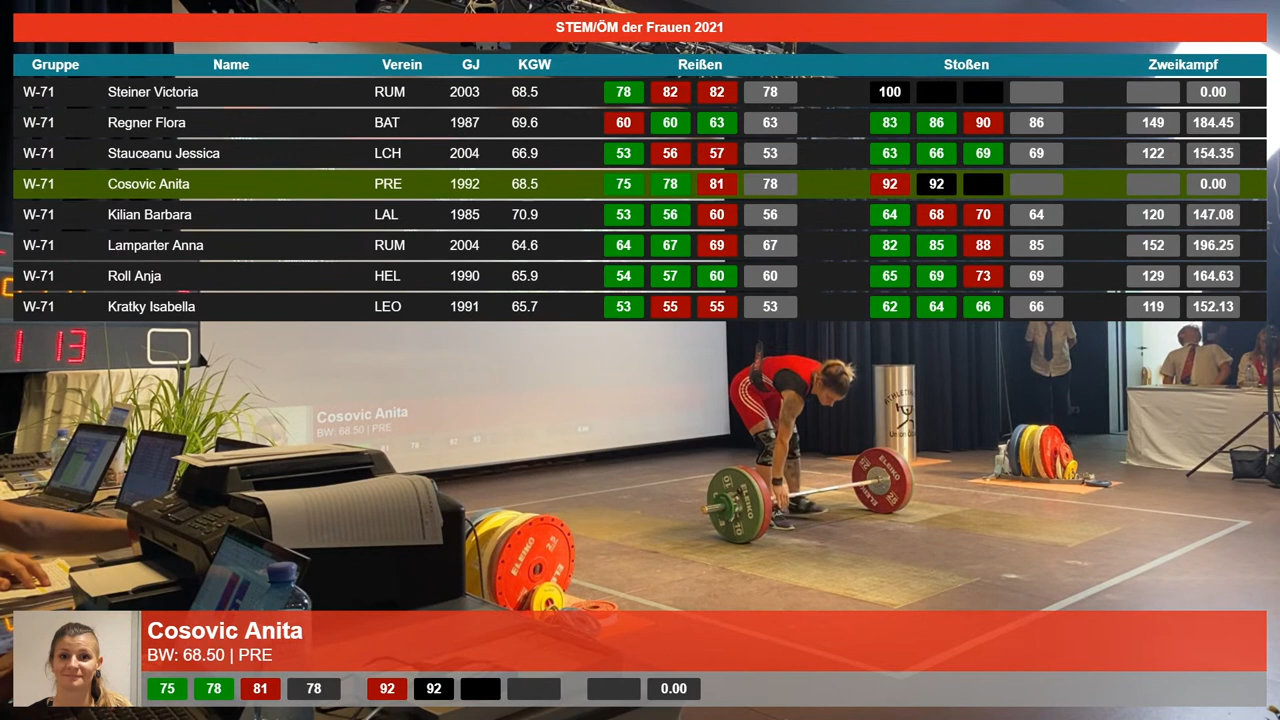 STEM/ÖM der Frauen 2021
Gruppe Name Verein GJ KGW Reißen Stoßen Zweikampf
W-71 Steiner Victoria RUM 2003 68.5 78 82 82 78 100 0.00
W-71 Regner Flora BAT 1987 69.6 60 60 63 63 83 86 90 86 149 184.45
W-71 Stauceanu Jessica LCH 2004 66.9 53 56 57 53 63 66 69 69 122 154.35
W-71 Cosovic Anita PRE 1992 68.5 75 78 81 78 92 92 0.00
W-71 Kilian Barbara LAL 1985 70.9 53 56 60 56 64 68 70 64 120 147.08
W-71 Lamparter Anna RUM 2004 64.6 64 67 69 67 82 85 88 85 152 196.25
W-71 Roll Anja HEL 1990 65.9 54 57 60 60 65 69 73 69 129 164.63
W-71 Kratky Isabella LEO 1991 65.7 53 55 55 53 62 64 66 66 119 152.13
1 13
Cosovic Anita
BW: 68.50 | PRE
ELEIKO
10
ELEIKO
25
ELEIKO
Union
Cosovic Anita
BW: 68.50 | PRE
75 78 81 78 92 92 0.00